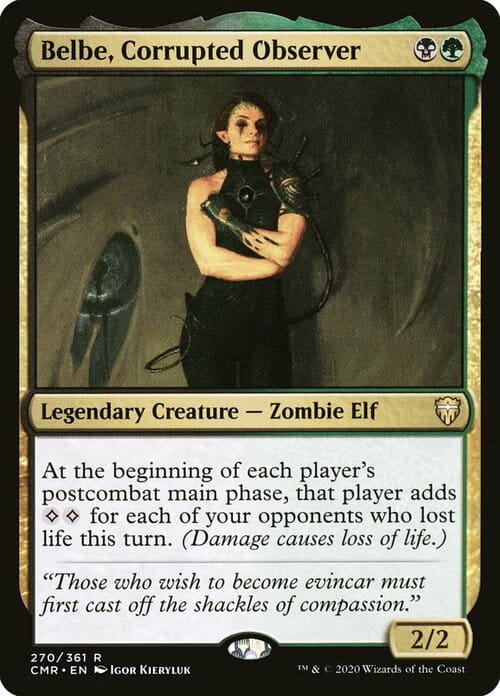 Belbe, Corrupted Observer
Legendary Creature — Zombie Elf
At the beginning of each player's
postcombat main phase, that player adds
for each of your opponents who lost
life this turn. (Damage causes loss of life.)
“Those who wish to become evincar must
first cast off the shackles of compassion.”
2/2
270/361 R
CMR • EN Igor Kieryluk
™ & © 2020 Wizards of the Coast